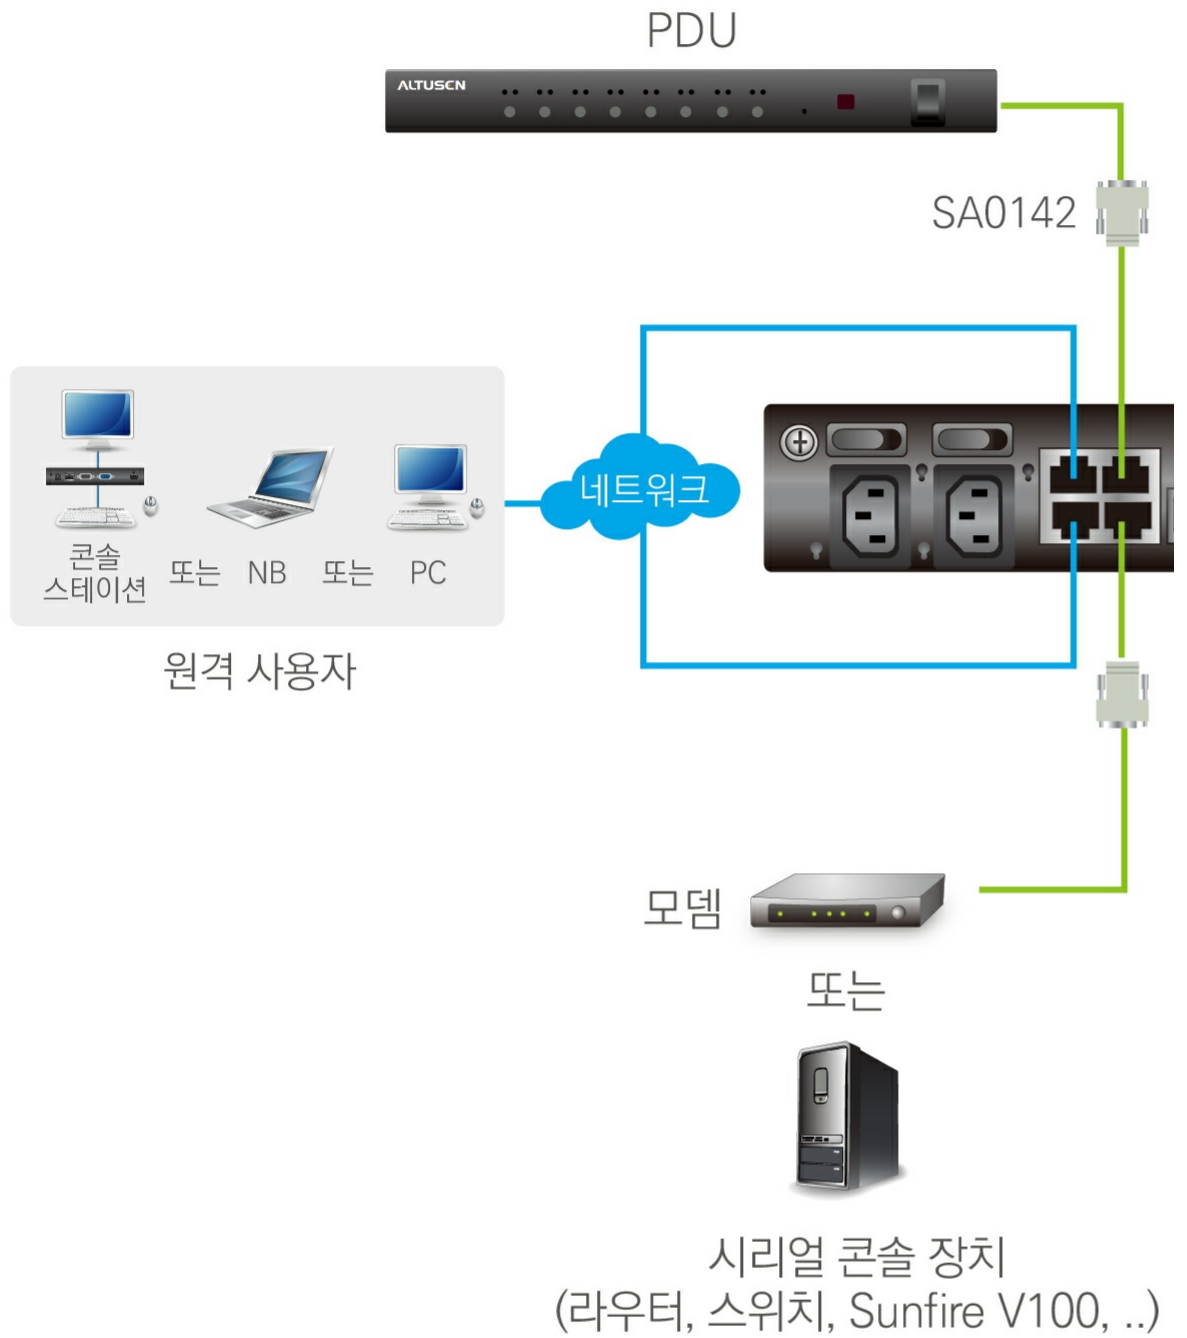 PDU
ALTUSEN
SA0142
네트워크
콘솔
스테이션
또는
NB
또는
PC
원격 사용자
모뎀
또는
시리얼 콘솔 장치
(라우터, 스위치, Sunfire V100, ..)